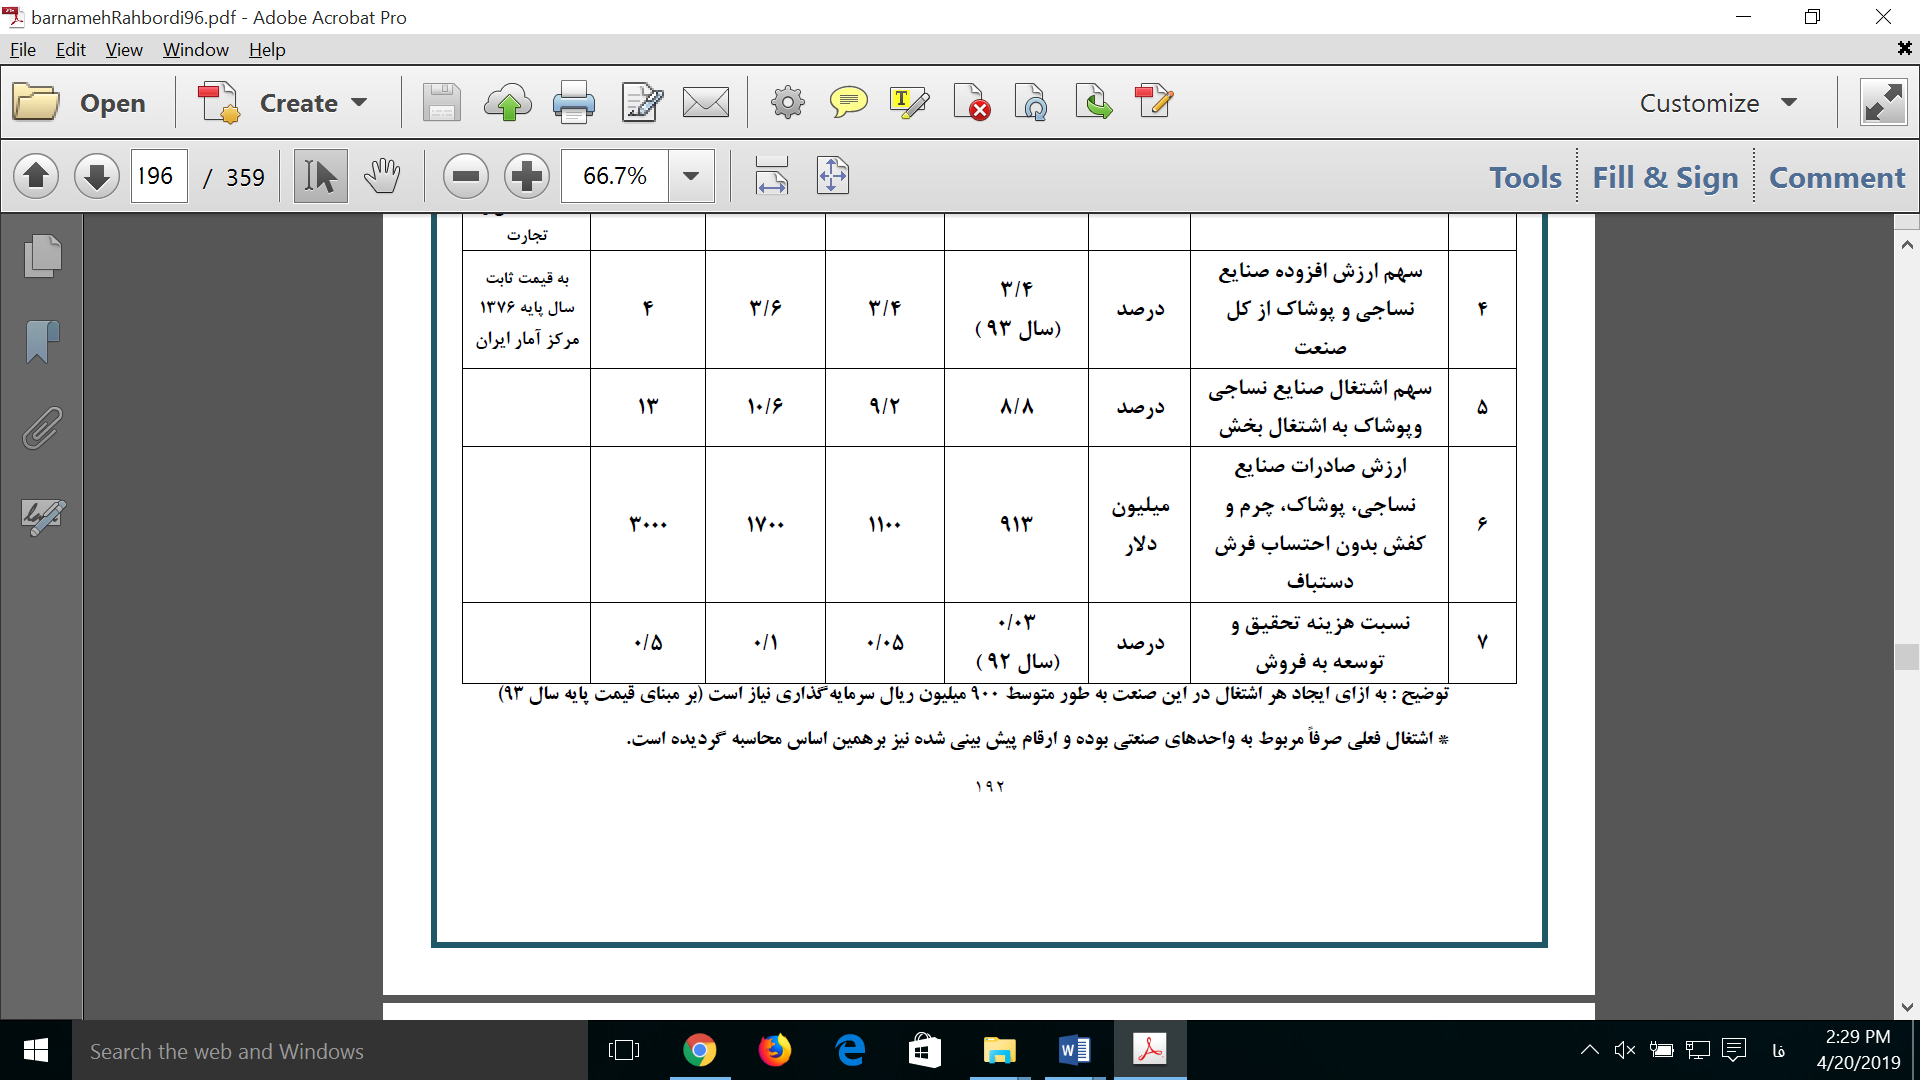 barnamehRahbordi96.pdf - Adobe Acrobat Pro
File Edit View Window Help
Open Create Customize
196 / 359 66.7% Tools Fill & Sign Comment
تجارت
۴ سهم ارزش افزوده صنایع نساجی و پوشاک از کل صنعت درصد ۳/۴ (سال ۹۳ ) ۳/۴ ۳/۶ ۴ به قیمت ثابت سال پایه ۱۳۷۶ مرکز آمار ایران
۵ سهم اشتغال صنایع نساجی وپوشاک به اشتغال بخش درصد ۸/۸ ۹/۲ ۱۰/۶ ۱۳
۶ ارزش صادرات صنایع نساجی، پوشاک، چرم و کفش بدون احتساب فرش دستباف میلیون دلار ۹۱۳ ۱۱۰۰ ۱۷۰۰ ۳۰۰۰
۷ نسبت هزینه تحقیق و توسعه به فروش درصد ۰/۰۳ (سال ۹۲ ) ۰/۰۵ ۰/۱ ۰/۵
توضیح : به ازای ایجاد هر اشتغال در این صنعت به طور متوسط ۹۰۰ میلیون ریال سرمایه‌گذاری نیاز است (بر مبنای قیمت پایه سال ۹۳)
* اشتغال فعلی صرفاً مربوط به واحدهای صنعتی بوده و ارقام پیش بینی شده نیز برهمین اساس محاسبه گردیده است.
۱۹۲
Search the web and Windows
فا
2:29 PM
4/20/2019